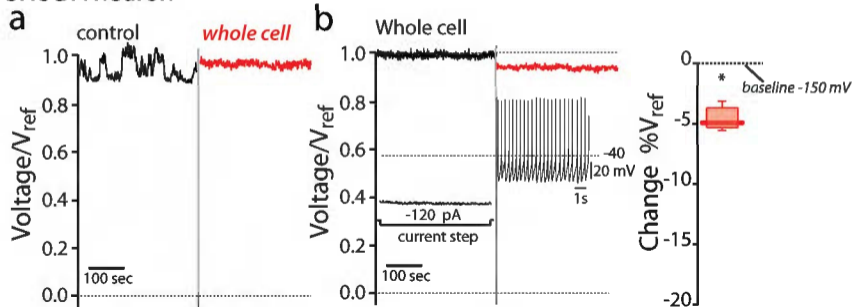 a
control
whole cell
Voltage/Vref
1.0
0.8
0.6
0.4
0.2
0.0
100 sec
b
Whole cell
Voltage/Vref
1.0
0.8
0.6
0.4
0.2
0.0
-120 pA
current step
100 sec
-40
20 mV
1s
Change %Vref
0
-5
-10
-15
-20
*
baseline -150 mV